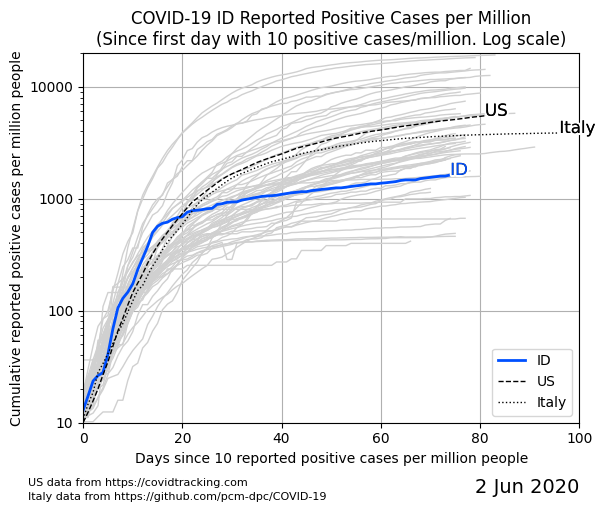 COVID-19 ID Reported Positive Cases per Million
(Since first day with 10 positive cases/million. Log scale)
Cumulative reported positive cases per million people
10000
1000
100
10
US
Italy
ID
ID
US
Italy
0
20
40
60
80
100
Days since 10 reported positive cases per million people
US data from https://covidtracking.com
Italy data from https://github.com/pcm-dpc/COVID-19
2 Jun 2020